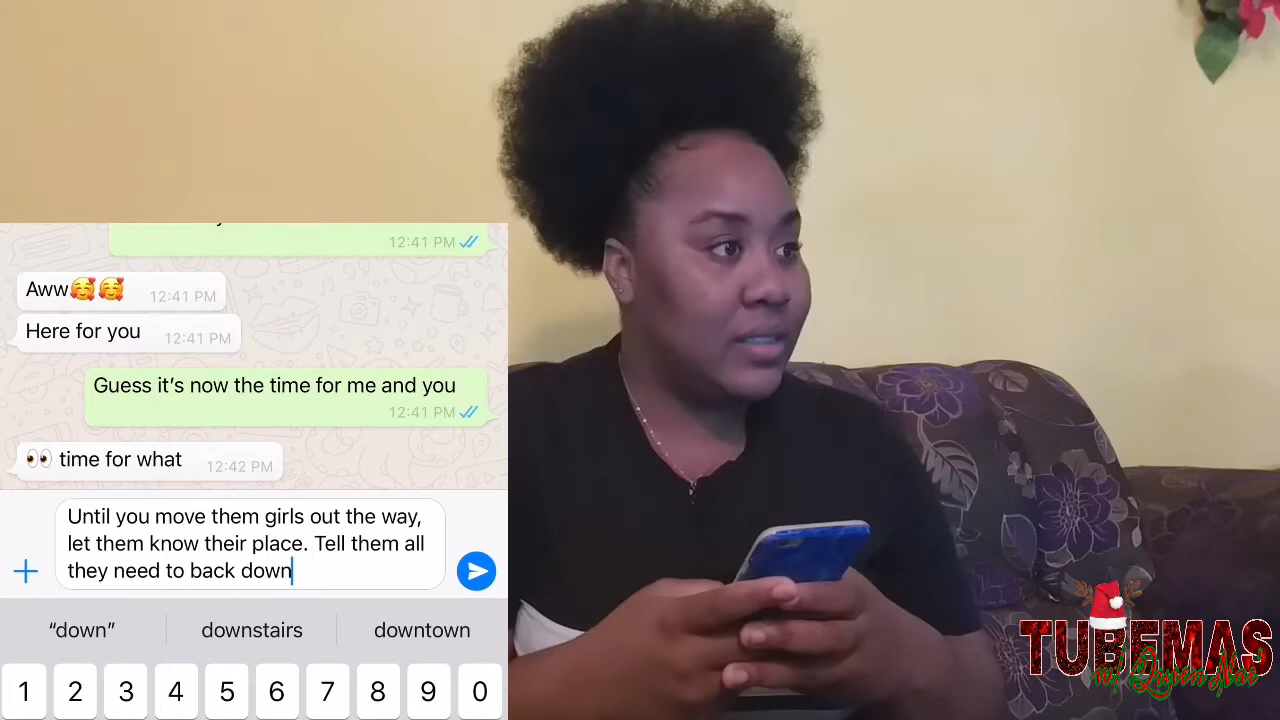 12:41 PM
Aww🥰🥰 12:41 PM
Here for you 12:41 PM
Guess it's now the time for me and you
12:41 PM
👀 time for what 12:42 PM
Until you move them girls out the way,
let them know their place. Tell them all
they need to back down
“down” downstairs downtown
1 2 3 4 5 6 7 8 9 0
TUBEMAS
w/ Queen Nae